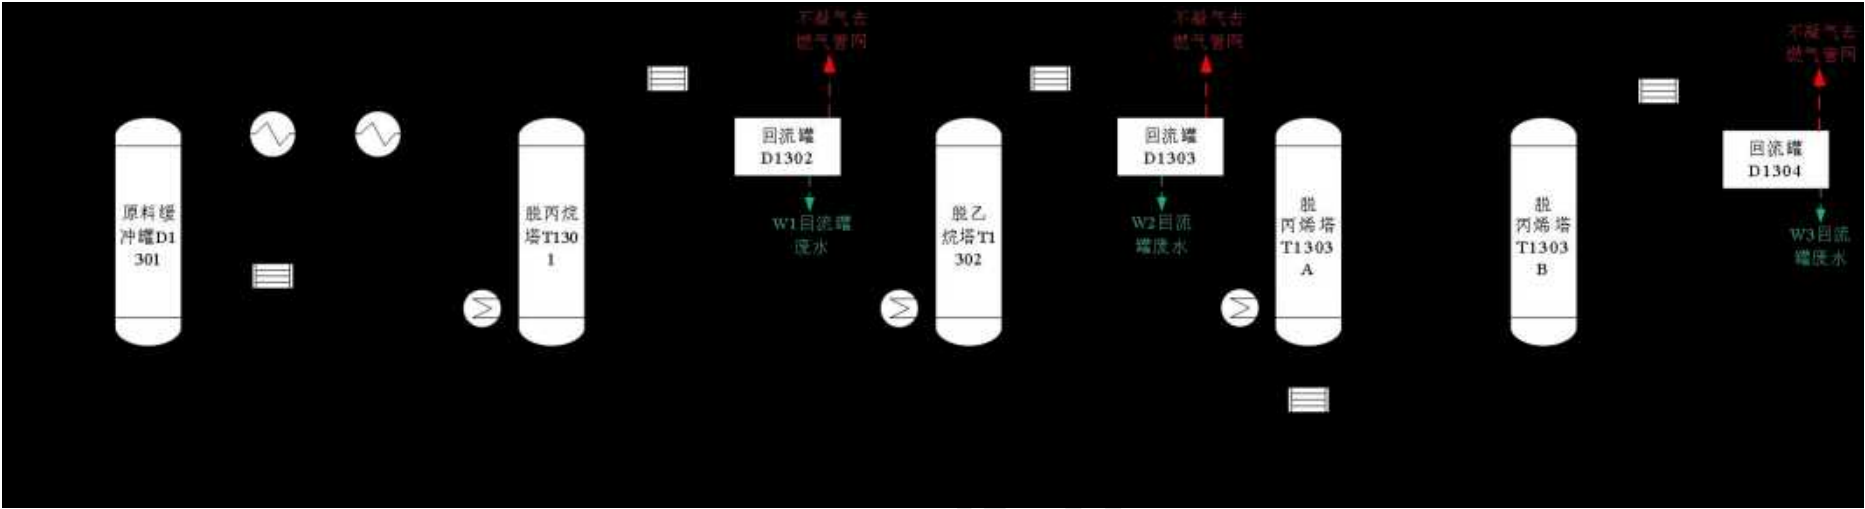 不凝气去
燃气管网
不凝气去
燃气管网
不凝气去
燃气管网
原料缓
冲罐D1
301
脱丙烷
塔T130
1
回流罐
D1302
W1回流罐
废水
脱乙
烷塔T1
302
回流罐
D1303
W2回流
罐废水
脱
丙烯塔
T1303
A
脱
丙烯塔
T1303
B
回流罐
D1304
W3回流
罐废水